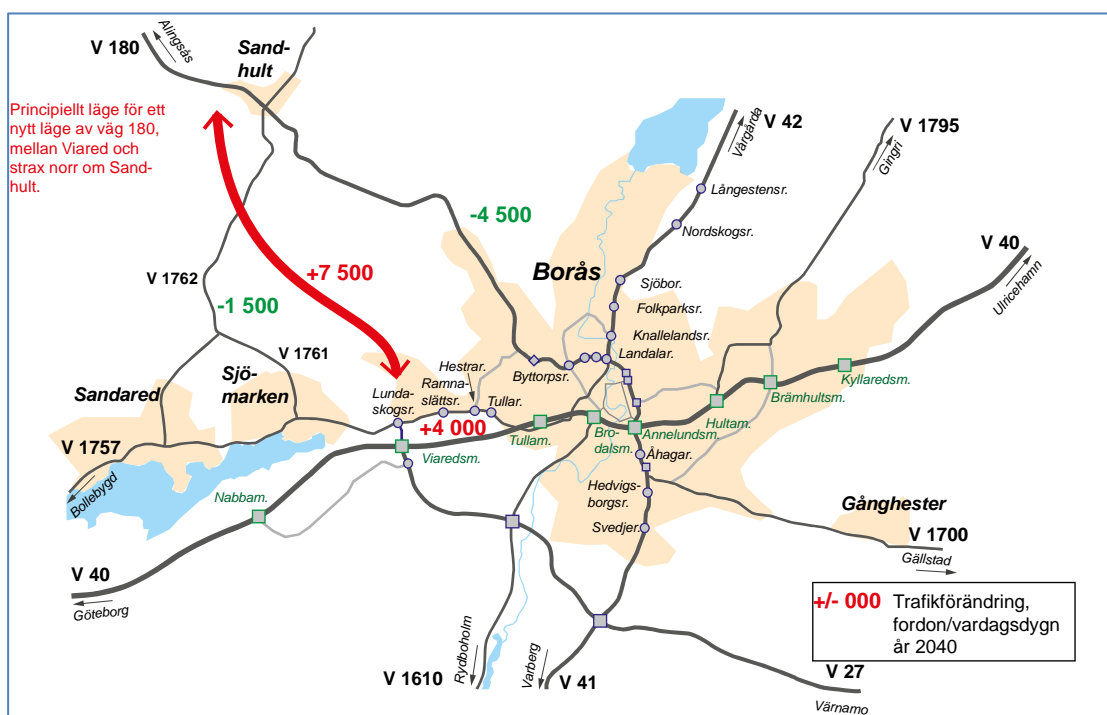 V 180
Alingsås
Sand-
hult
Principiellt läge för ett
nytt läge av väg 180,
mellan Viared och
strax norr om Sand-
hult.
V 42
Vårgårda
V 1795
Gingri
Långestensr.
-4 500
Nordskogsr.
V 40
Ulricehamn
Borås
+7 500
V 1762
Sjöbor.
-1 500
Folkparksr.
Knallelandsr.
V 1761
Landalar.
Hestrar.
Byttorpsr.
Kyllaredsm.
Sjö-
marken
Ramna-
slättsr.
Brämhultsm.
Sandared
Lunda-
skogsr.
Tullar.
Hultam.
+4 000
Tullam.
Bro-
dalsm.
Annelundsm.
V 1757
Bollebygd
Viaredsm.
Åhagar.
Nabbam.
Hedvigs-
borgsr.
Gånghester
Svedjer.
V 1700
Gällstad
V 40
Göteborg
+/- 000
Trafikförändring,
fordon/vardagsdygn
år 2040
Rydboholm
V 1610
Varberg
V 41
V 27
Värnamo